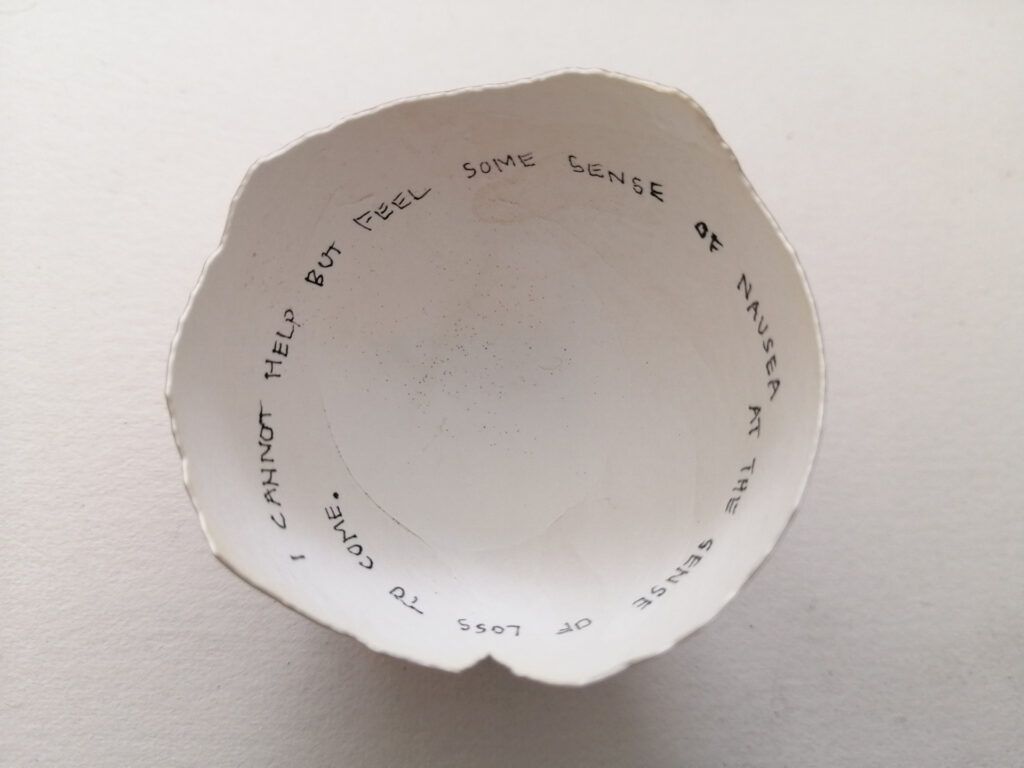 I CANNOT HELP BUT FEEL SOME SENSE OF NAUSEA AT THE SENSE OF LOSS TO COME.